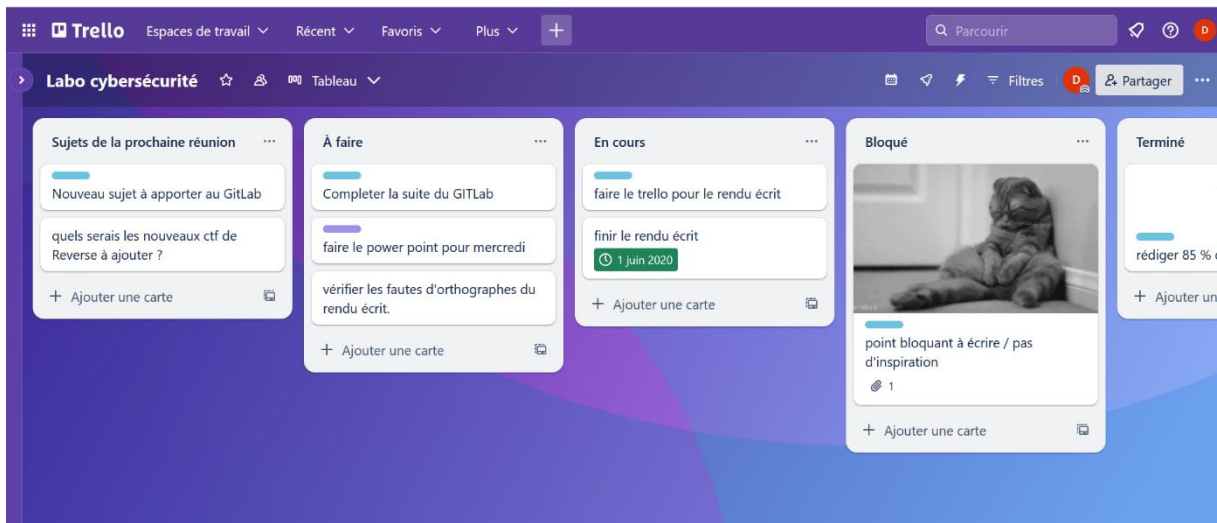 Trello
Espaces de travail
Récent
Favoris
Plus
Parcourir
D
Labo cybersécurité
Tableau
Filtres
D
Partager
Sujets de la prochaine réunion
Nouveau sujet à apporter au GitLab
quels serais les nouveaux ctf de
Reverse à ajouter ?
+ Ajouter une carte
À faire
Completer la suite du GITLab
faire le power point pour mercredi
vérifier les fautes d'orthographes du
rendu écrit.
+ Ajouter une carte
En cours
faire le trello pour le rendu écrit
finir le rendu écrit
1 juin 2020
+ Ajouter une carte
Bloqué
point bloquant à écrire / pas
d'inspiration
1
+ Ajouter une carte
Terminé
rédiger 85 %
+ Ajouter un